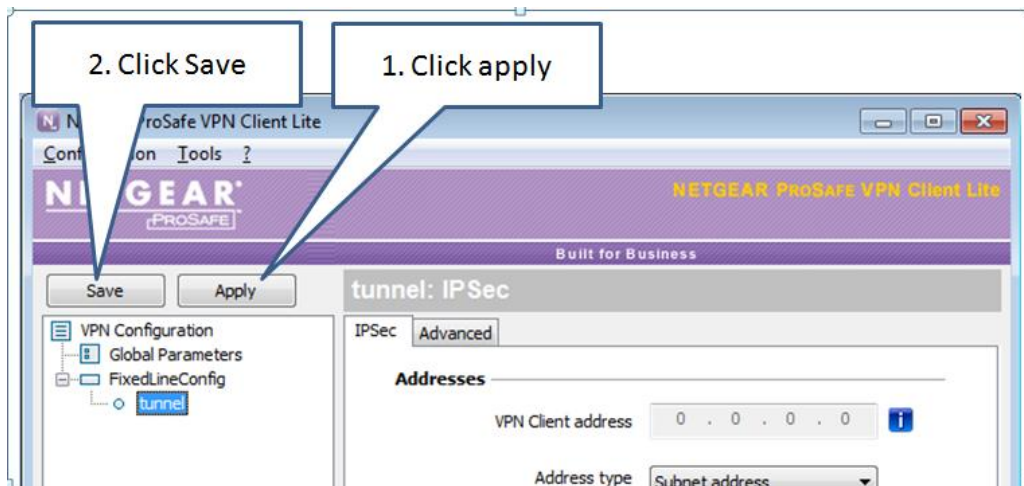 2. Click Save
1. Click apply
ProSafe VPN Client Lite
Tools ?
NETGEAR
PROSAFE
NETGEAR PROSAFE VPN Client Lite
Built for Business
Save
Apply
tunnel: IPSec
VPN Configuration
Global Parameters
FixedLineConfig
tunnel
IPSec
Advanced
Addresses
VPN Client address
0 . 0 . 0 . 0
Address type
Subnet address